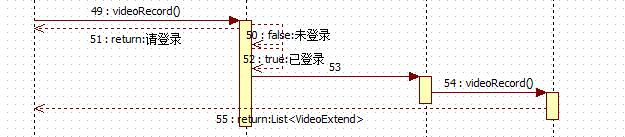 49 : videoRecord()
50 : false:未登录
51 : return:请登录
52 : true:已登录
53
54 : videoRecord()
55 : return:List<VideoExtend>